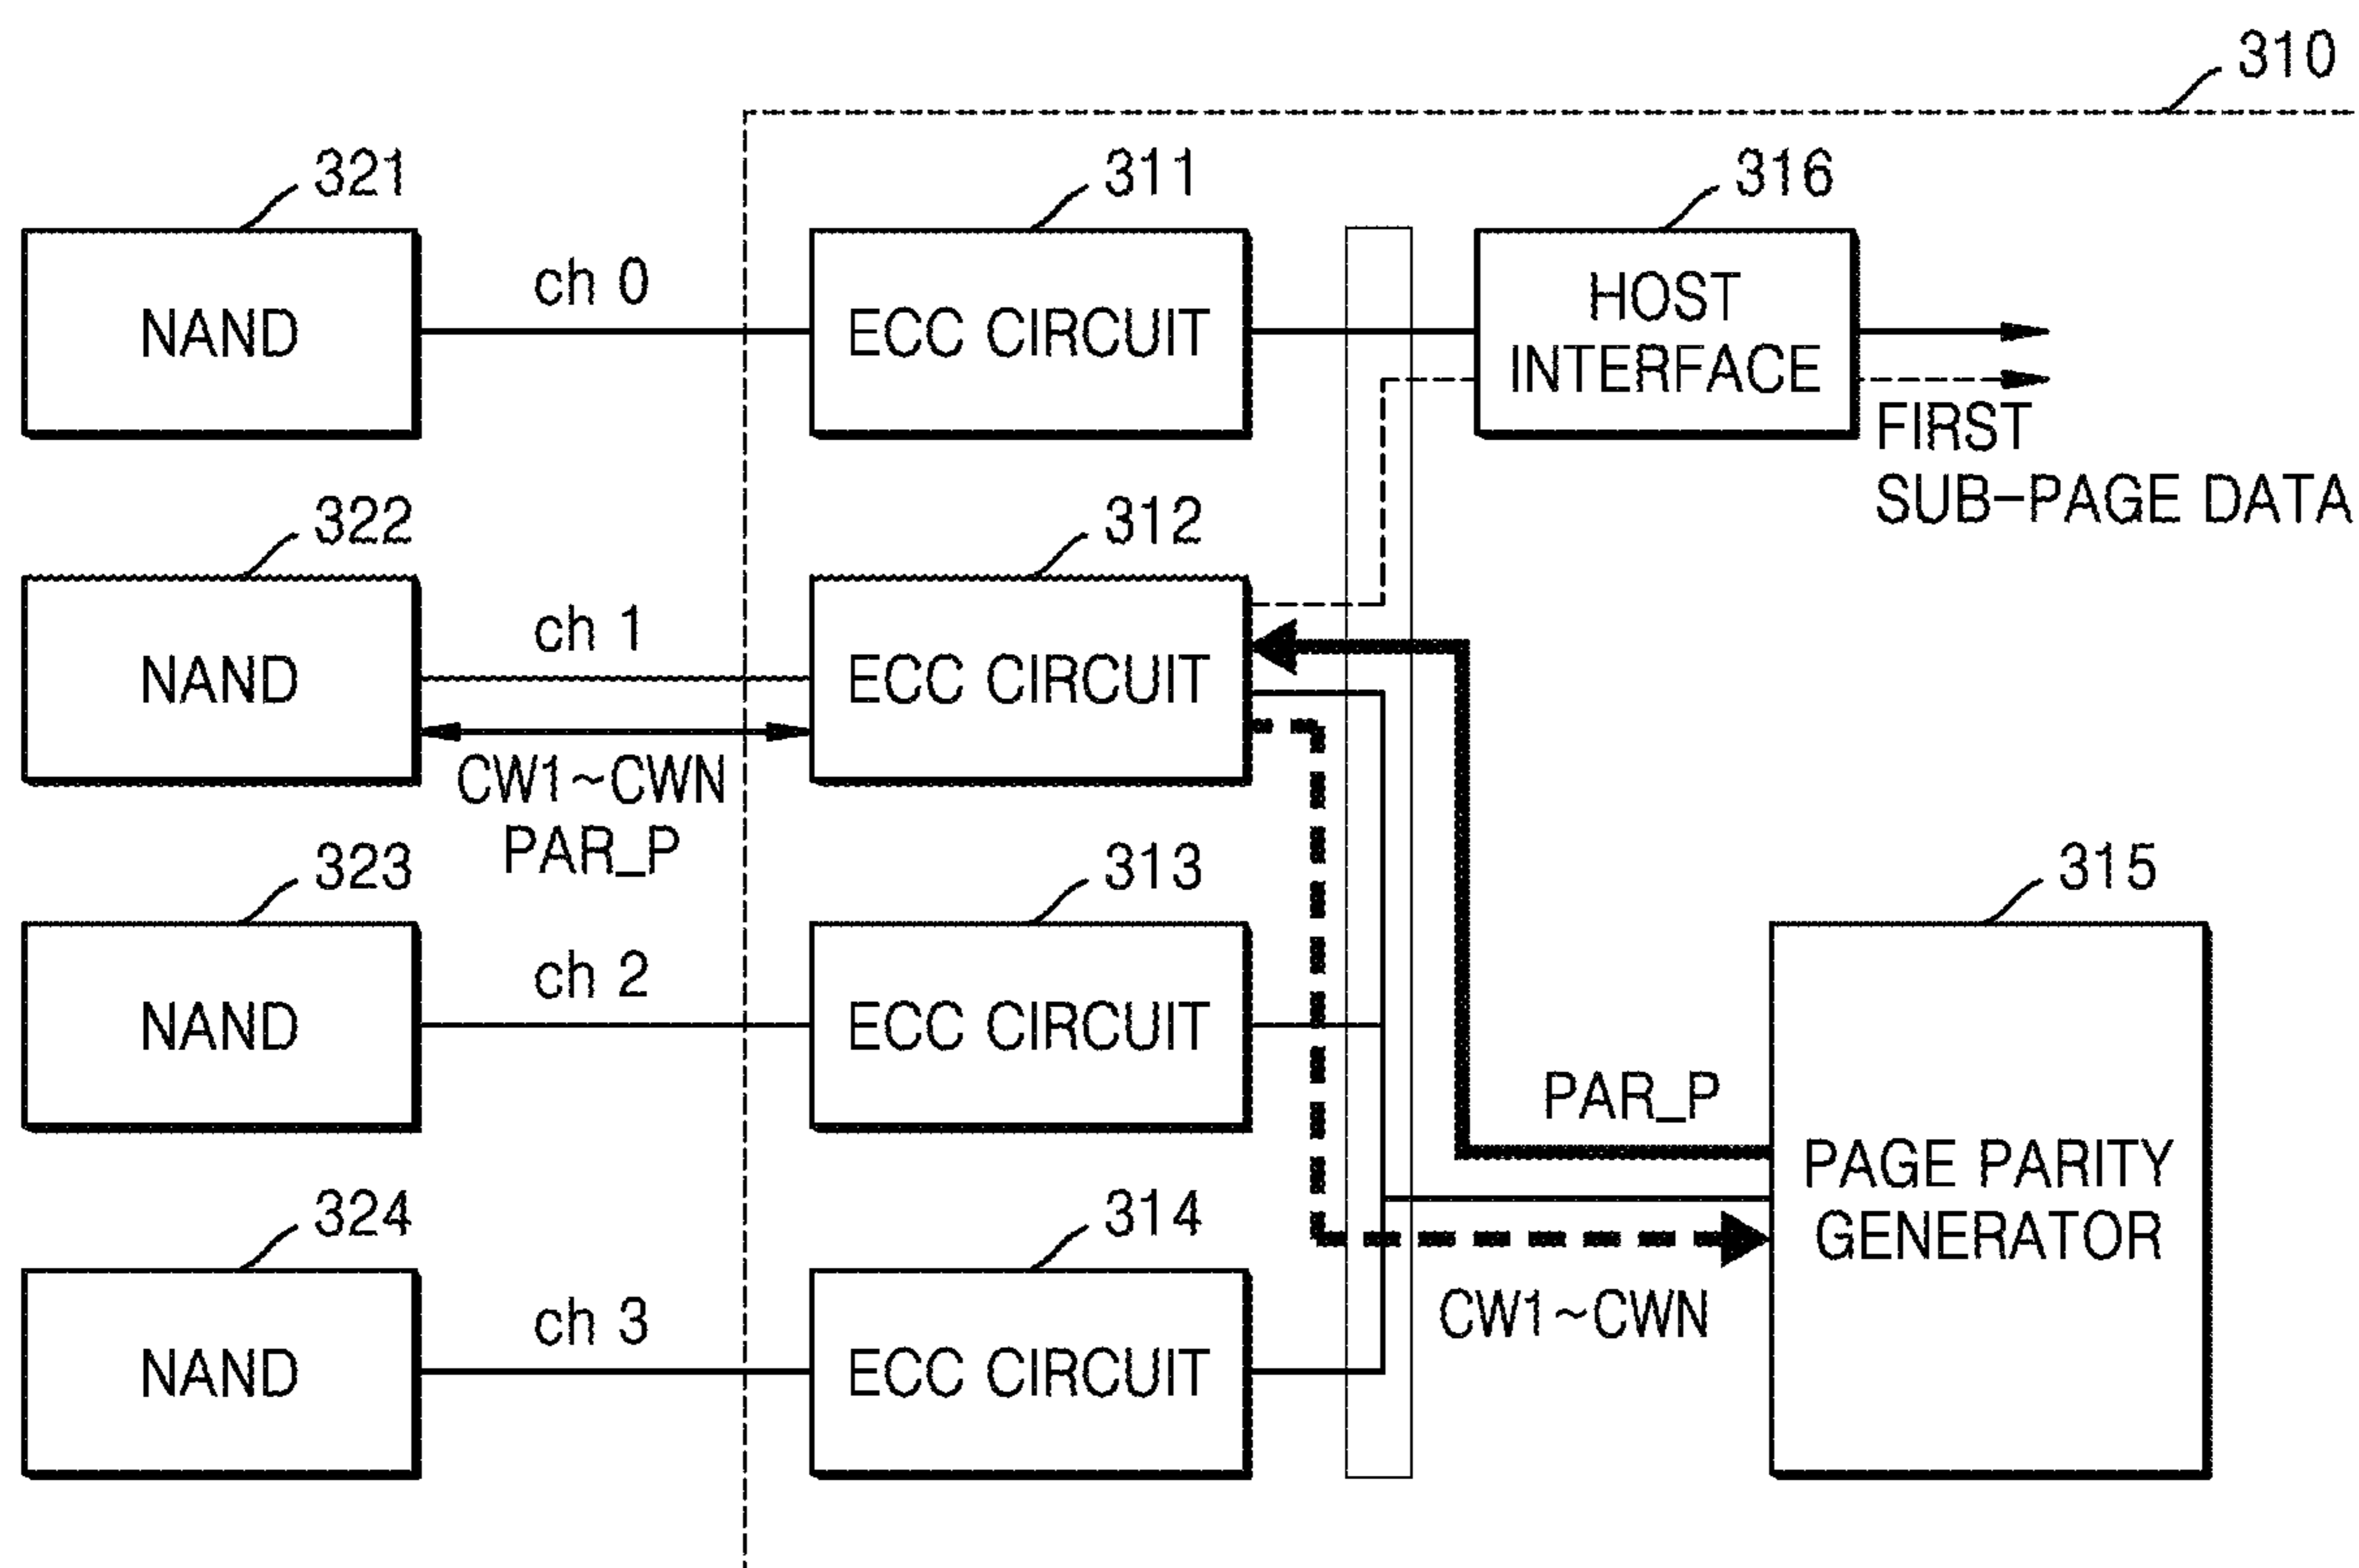 310
321
311
316
NAND
ch 0
ECC CIRCUIT
HOST
INTERFACE
FIRST
SUB-PAGE DATA
322
312
NAND
ch 1
ECC CIRCUIT
CW1~CWN
PAR_P
323
313
315
NAND
ch 2
ECC CIRCUIT
PAR_P
PAGE PARITY
GENERATOR
324
314
CW1~CWN
NAND
ch 3
ECC CIRCUIT